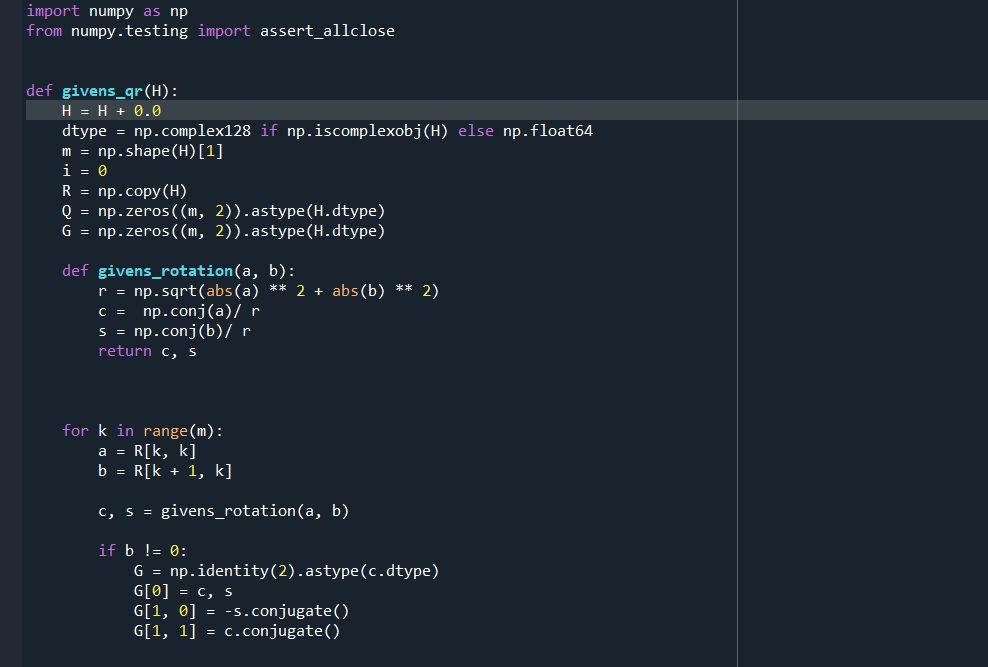 import numpy as np
from numpy.testing import assert_allclose
def givens_qr(H):
    H = H + 0.0
    dtype = np.complex128 if np.iscomplexobj(H) else np.float64
    m = np.shape(H)[1]
    i = 0
    R = np.copy(H)
    Q = np.zeros((m, 2)).astype(H.dtype)
    G = np.zeros((m, 2)).astype(H.dtype)
    def givens_rotation(a, b):
        r = np.sqrt(abs(a) ** 2 + abs(b) ** 2)
        c =  np.conj(a)/ r
        s = np.conj(b)/ r
        return c, s
    for k in range(m):
        a = R[k, k]
        b = R[k + 1, k]
        c, s = givens_rotation(a, b)
        if b != 0:
            G = np.identity(2).astype(c.dtype)
            G[0] = c, s
            G[1, 0] = -s.conjugate()
            G[1, 1] = c.conjugate()